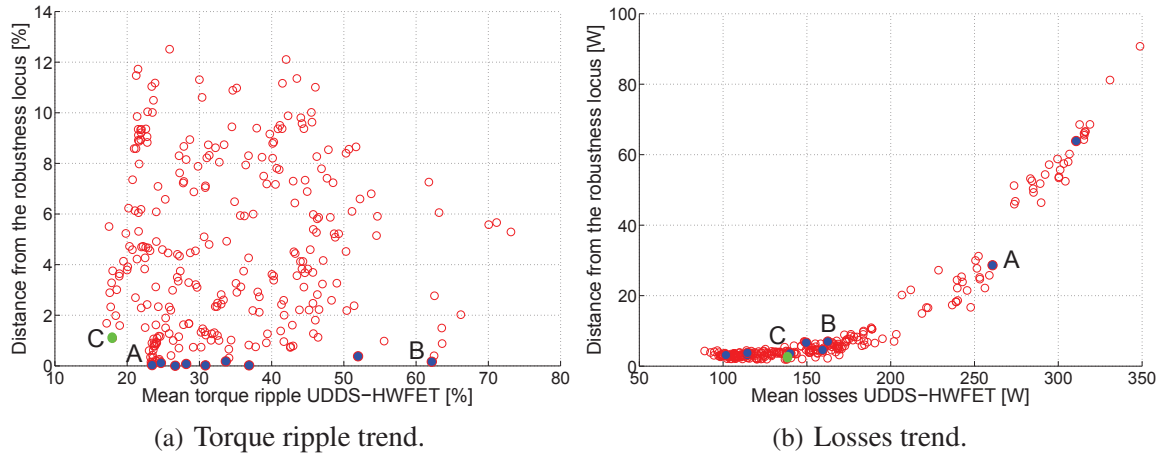 Distance from the robustness locus [%]
14
12
10
8
6
4
2
0
C
A
B
10 20 30 40 50 60 70 80
Mean torque ripple UDDS−HWFET [%]
(a) Torque ripple trend.
Distance from the robustness locus [W]
100
80
60
40
20
0
A
B
C
50 100 150 200 250 300 350
Mean losses UDDS−HWFET [W]
(b) Losses trend.